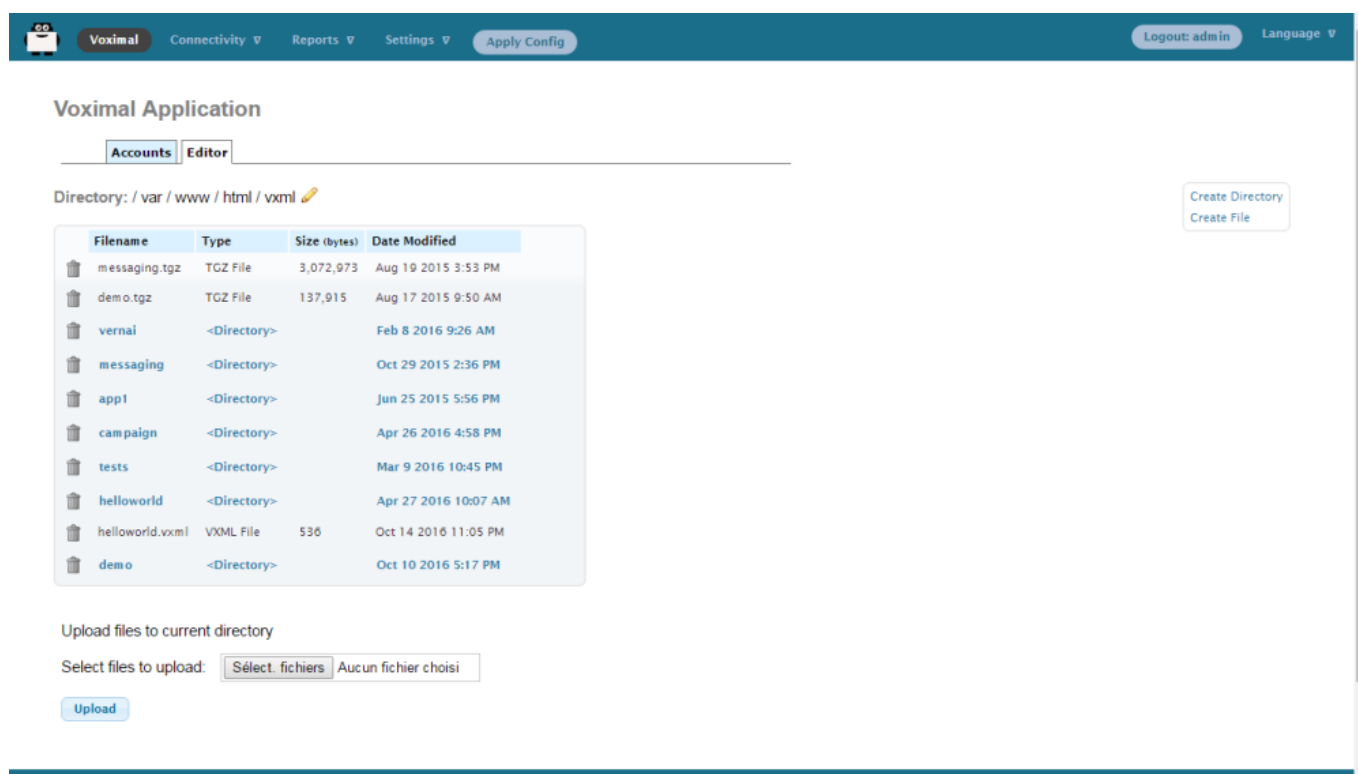 Voximal Connectivity ∇ Reports ∇ Settings ∇ Apply Config Logout: admin Language ∇
Voximal Application
Accounts Editor
Directory: / var / www / html / vxml
Create Directory
Create File
Filename Type Size (bytes) Date Modified
messaging.tgz TGZ File 3,072,973 Aug 19 2015 3:53 PM
demo.tgz TGZ File 137,915 Aug 17 2015 9:50 AM
vernai <Directory> Feb 8 2016 9:26 AM
messaging <Directory> Oct 29 2015 2:36 PM
app1 <Directory> Jun 25 2015 5:56 PM
campaign <Directory> Apr 26 2016 4:58 PM
tests <Directory> Mar 9 2016 10:45 PM
helloworld <Directory> Apr 27 2016 10:07 AM
helloworld.vxml VXML File 536 Oct 14 2016 11:05 PM
demo <Directory> Oct 10 2016 5:17 PM
Upload files to current directory
Select files to upload: Sélect. fichiers Aucun fichier choisi
Upload